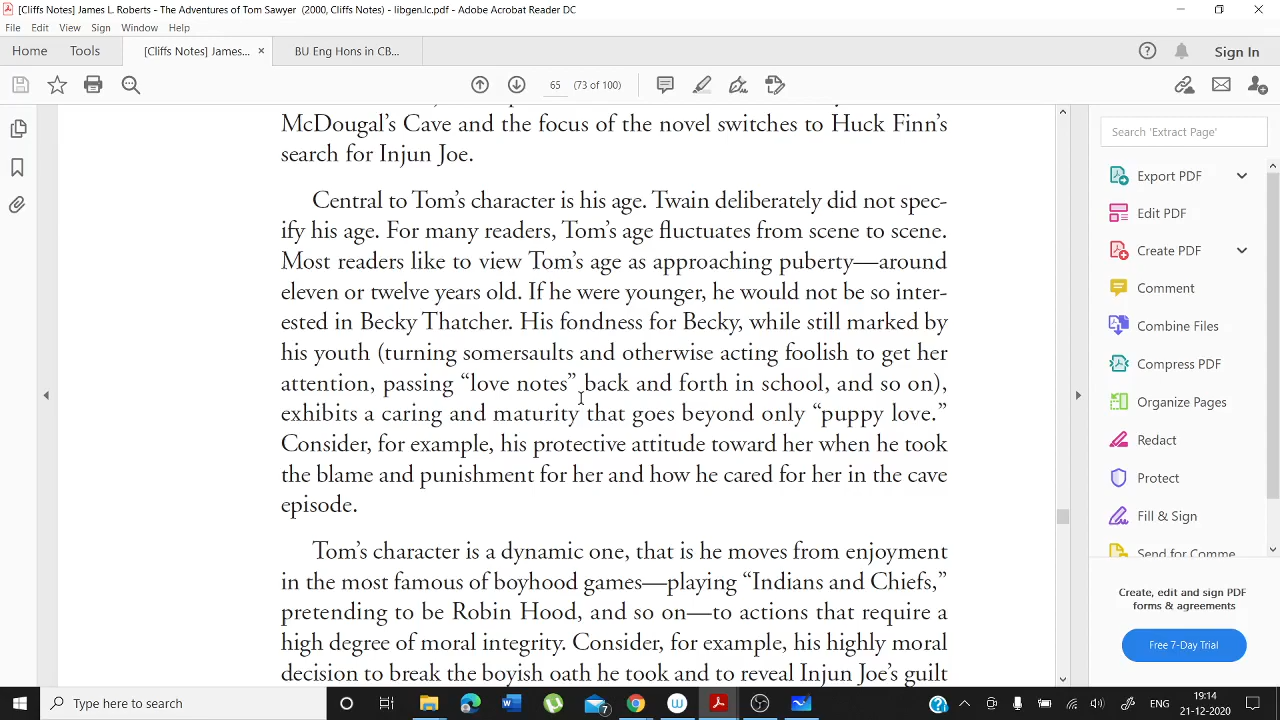 [Cliffs Notes] James L. Roberts - The Adventures of Tom Sawyer (2000, Cliffs Notes) - libgen.lc.pdf - Adobe Acrobat Reader DC
File Edit View Sign Window Help
Home Tools [Cliffs Notes] James... × BU Eng Hons in CB... Sign In
65 (73 of 100)
McDougal's Cave and the focus of the novel switches to Huck Finn's
search for Injun Joe.
Central to Tom's character is his age. Twain deliberately did not spec-
ify his age. For many readers, Tom's age fluctuates from scene to scene.
Most readers like to view Tom's age as approaching puberty—around
eleven or twelve years old. If he were younger, he would not be so inter-
ested in Becky Thatcher. His fondness for Becky, while still marked by
his youth (turning somersaults and otherwise acting foolish to get her
attention, passing “love notes” back and forth in school, and so on),
exhibits a caring and maturity that goes beyond only “puppy love.”
Consider, for example, his protective attitude toward her when he took
the blame and punishment for her and how he cared for her in the cave
episode.
Tom's character is a dynamic one, that is he moves from enjoyment
in the most famous of boyhood games—playing “Indians and Chiefs,”
pretending to be Robin Hood, and so on—to actions that require a
high degree of moral integrity. Consider, for example, his highly moral
decision to break the boyish oath he took and to reveal Injun Joe's guilt
Search 'Extract Page'
Export PDF
Edit PDF
Create PDF
Comment
Combine Files
Compress PDF
Organize Pages
Redact
Protect
Fill & Sign
Send for Comme
Create, edit and sign PDF
forms & agreements
Free 7-Day Trial
Type here to search
7
ENG
19:14
21-12-2020